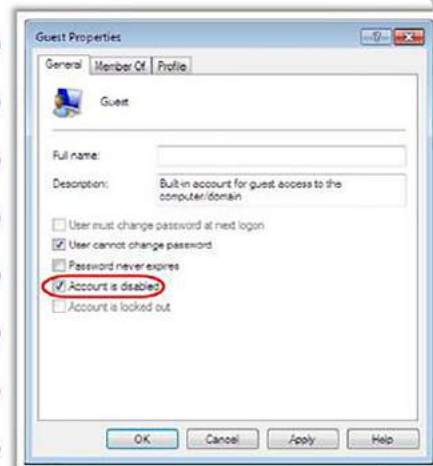 Guest Properties
General Member Of Profile
Guest
Full name:
Description: Built-in account for guest access to the
computer/domain
User must change password at next logon
User cannot change password
Password never expires
Account is disabled
Account is locked out
OK Cancel Apply Help